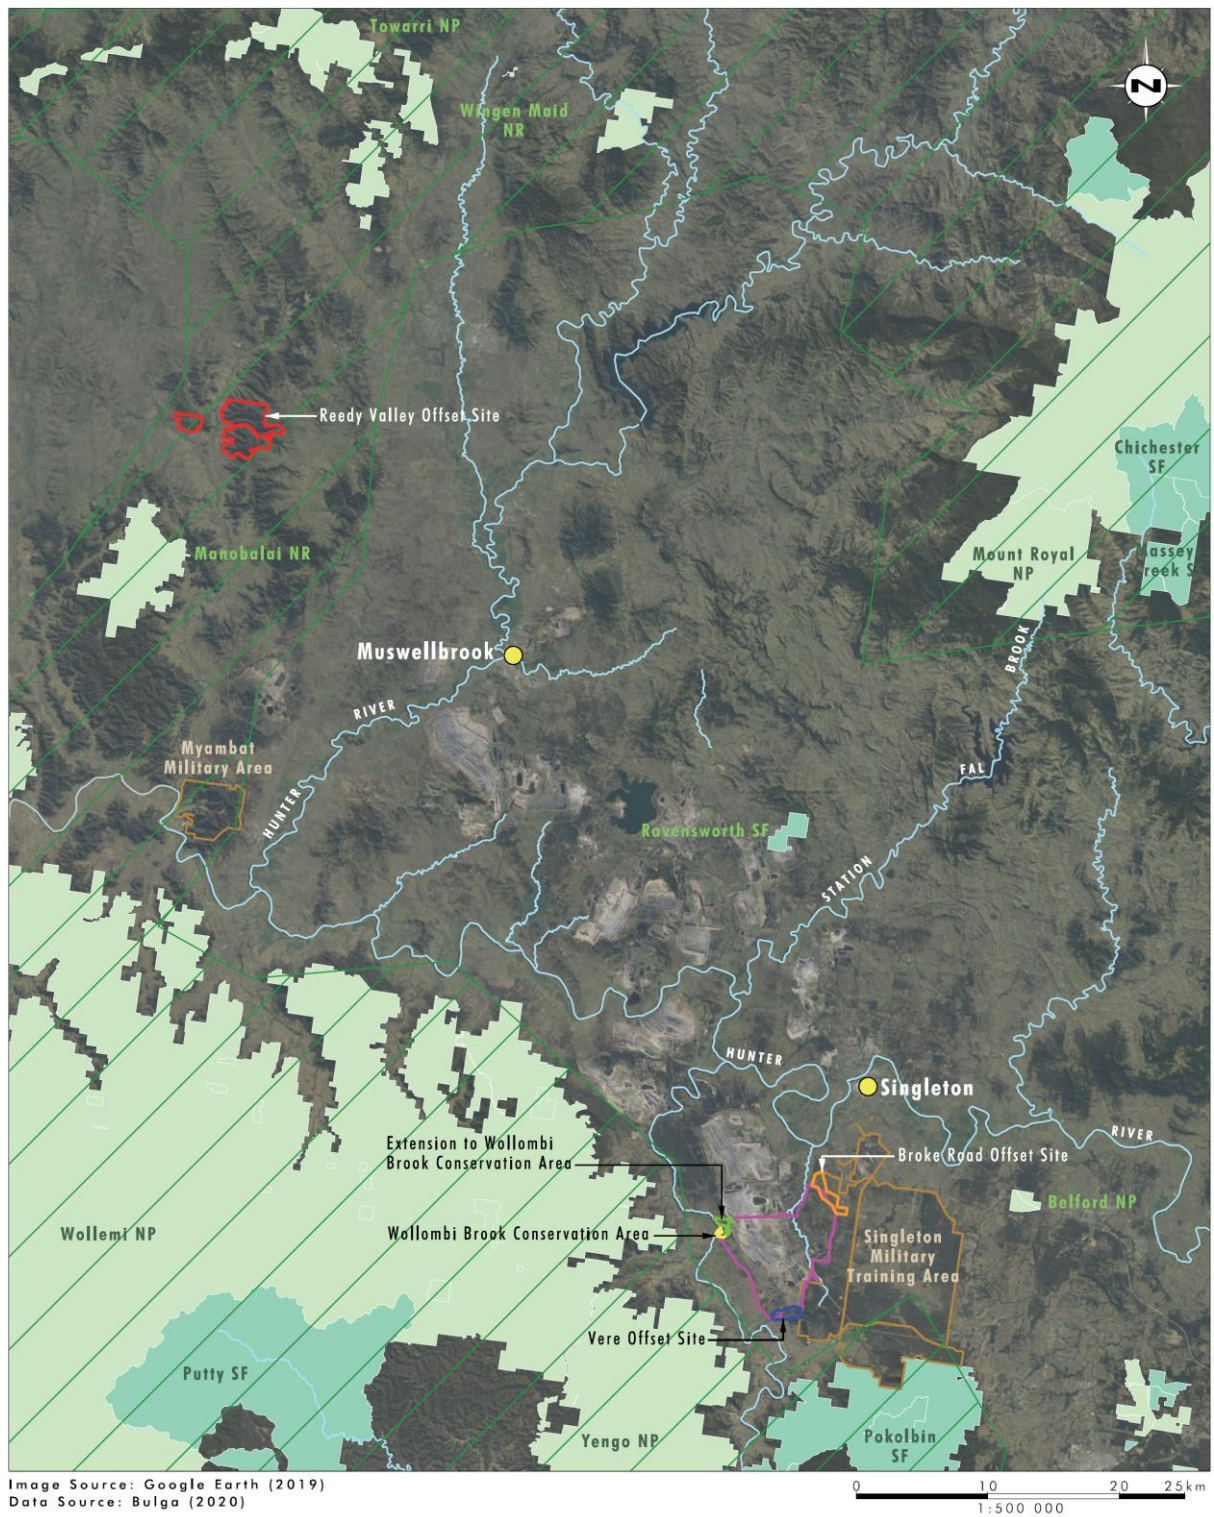 Towarri NP
Wingen Maid
NR
N
Reedy Valley Offset Site
Chichester
SF
Manobalai NR
Mount Royal
NP
Massey
reek S
BROOK
Muswellbrook
RIVER
Myambat
Military Area
FAL
HUNTER
Ravensworth SF
STATION
HUNTER
Singleton
RIVER
Extension to Wollombi
Brook Conservation Area
Broke Road Offset Site
Belford NP
Wollemi NP
Wollombi Brook Conservation Area
Singleton
Military
Training Area
Vere Offset Site
Putty SF
Yengo NP
Pokolbin
SF
Image Source: Google Earth (2019)
Data Source: Bulga (2020)
0 10 20 25km
1:500 000